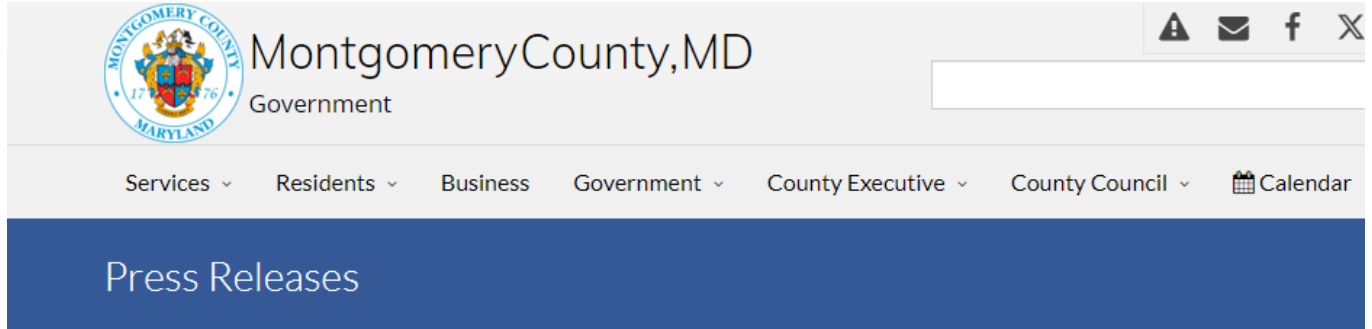 MONTGOMERY COUNTY
1776
MARYLAND
MontgomeryCounty,MD
Government
Services
Residents
Business
Government
County Executive
County Council
Calendar
Press Releases